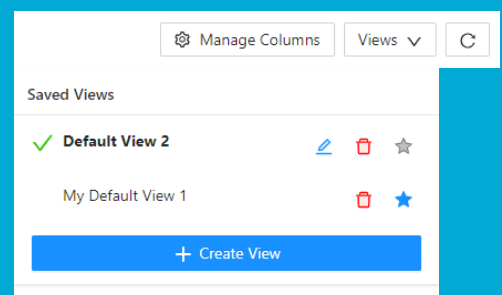 Manage Columns Views
Saved Views
Default View 2
My Default View 1
Create View